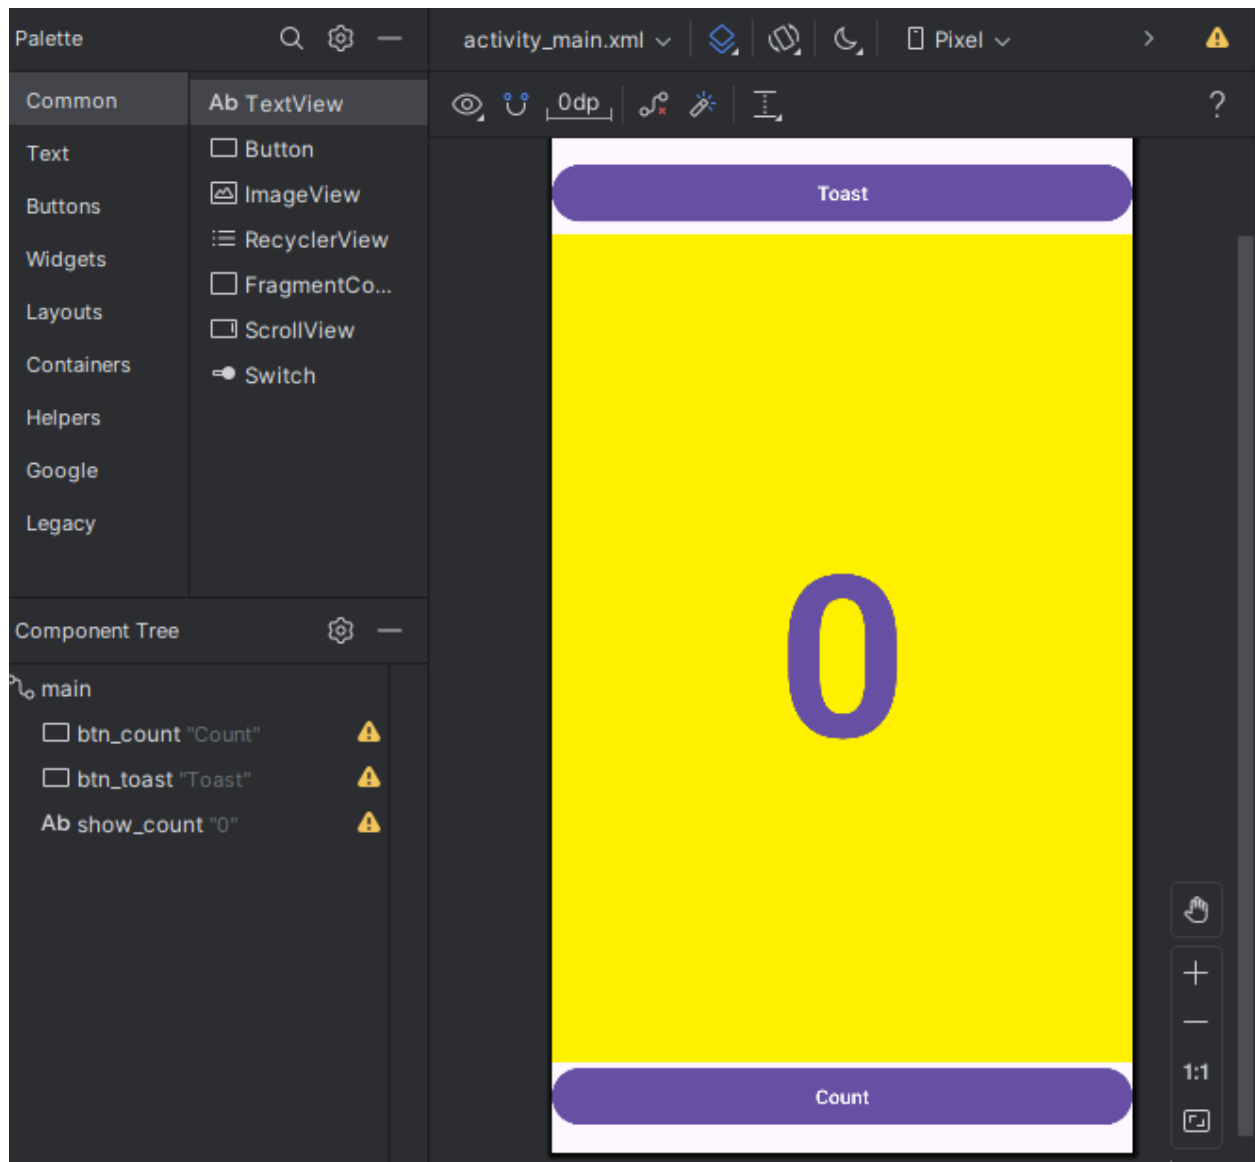 Palette
activity_main.xml
Pixel
Common
Text
Buttons
Widgets
Layouts
Containers
Helpers
Google
Legacy
Ab TextView
Button
ImageView
RecyclerView
FragmentCo...
ScrollView
Switch
0dp
?
Component Tree
main
btn_count "Count"
btn_toast "Toast"
Ab show_count "0"
Toast
0
Count
1:1